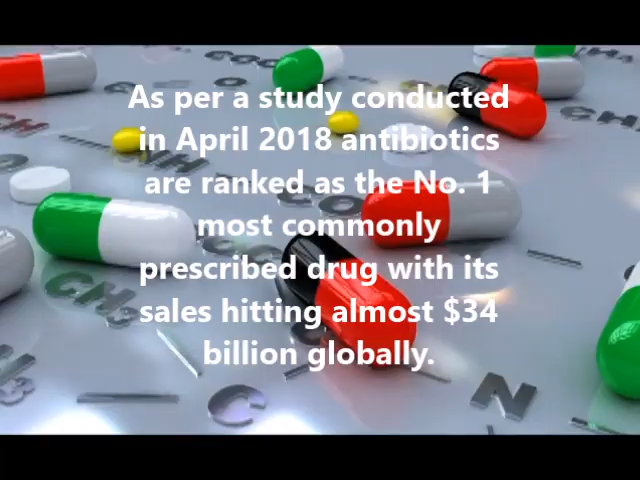 As per a study conducted
in April 2018 antibiotics
are ranked as the No. 1
most commonly
prescribed drug with its
sales hitting almost $34
billion globally.
CH₃
C
N